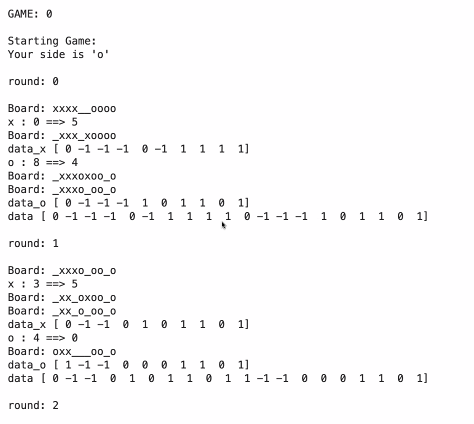 GAME: 0
Starting Game:
Your side is 'o'
round: 0
Board: xxxx__oooo
x : 0 ==> 5
Board: _xxx_xoooo
data_x [ 0 -1 -1 -1  0 -1  1  1  1  1]
o : 8 ==> 4
Board: _xxxoxoo_o
Board: _xxxo_oo_o
data_o [ 0 -1 -1 -1  1  0  1  1  0  1]
data [ 0 -1 -1 -1  0 -1  1  1  1  1  0 -1 -1 -1  1  0  1  1  0  1]
round: 1
Board: _xxxo_oo_o
x : 3 ==> 5
Board: _xx_oxoo_o
Board: _xx_o_oo_o
data_x [ 0 -1 -1  0  1  0  1  1  0  1]
o : 4 ==> 0
Board: oxx___oo_o
data_o [ 1 -1 -1  0  0  0  1  1  0  1]
data [ 0 -1 -1  0  1  0  1  1  0  1  1 -1 -1  0  0  0  1  1  0  1]
round: 2